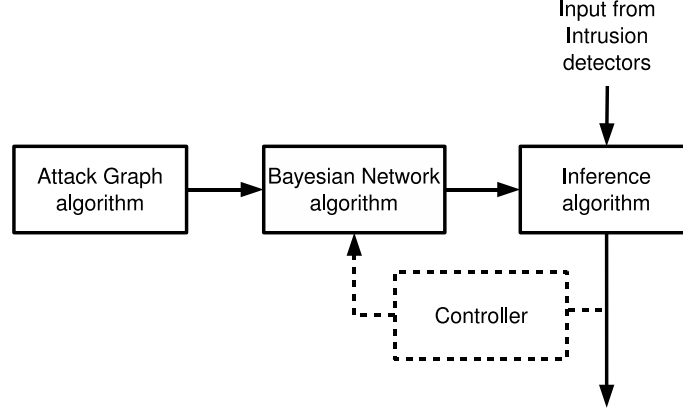 Input from
Intrusion
detectors
Attack Graph
algorithm
Bayesian Network
algorithm
Inference
algorithm
Controller